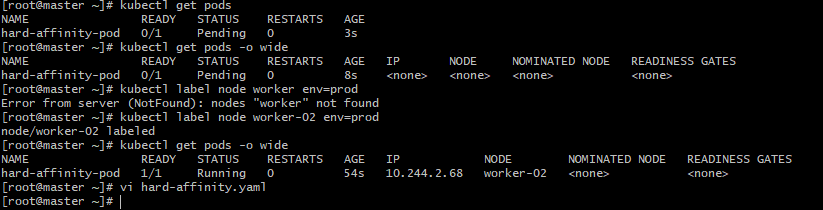 [root@master ~]# kubectl get pods
NAME                READY   STATUS    RESTARTS   AGE
hard-affinity-pod   0/1     Pending   0          3s
[root@master ~]# kubectl get pods -o wide
NAME                READY   STATUS    RESTARTS   AGE   IP       NODE     NOMINATED NODE   READINESS GATES
hard-affinity-pod   0/1     Pending   0          8s    <none>   <none>   <none>           <none>
[root@master ~]# kubectl label node worker env=prod
Error from server (NotFound): nodes "worker" not found
[root@master ~]# kubectl label node worker-02 env=prod
node/worker-02 labeled
[root@master ~]# kubectl get pods -o wide
NAME                READY   STATUS    RESTARTS   AGE   IP            NODE        NOMINATED NODE   READINESS GATES
hard-affinity-pod   1/1     Running   0          54s   10.244.2.68   worker-02   <none>           <none>
[root@master ~]# vi hard-affinity.yaml
[root@master ~]#